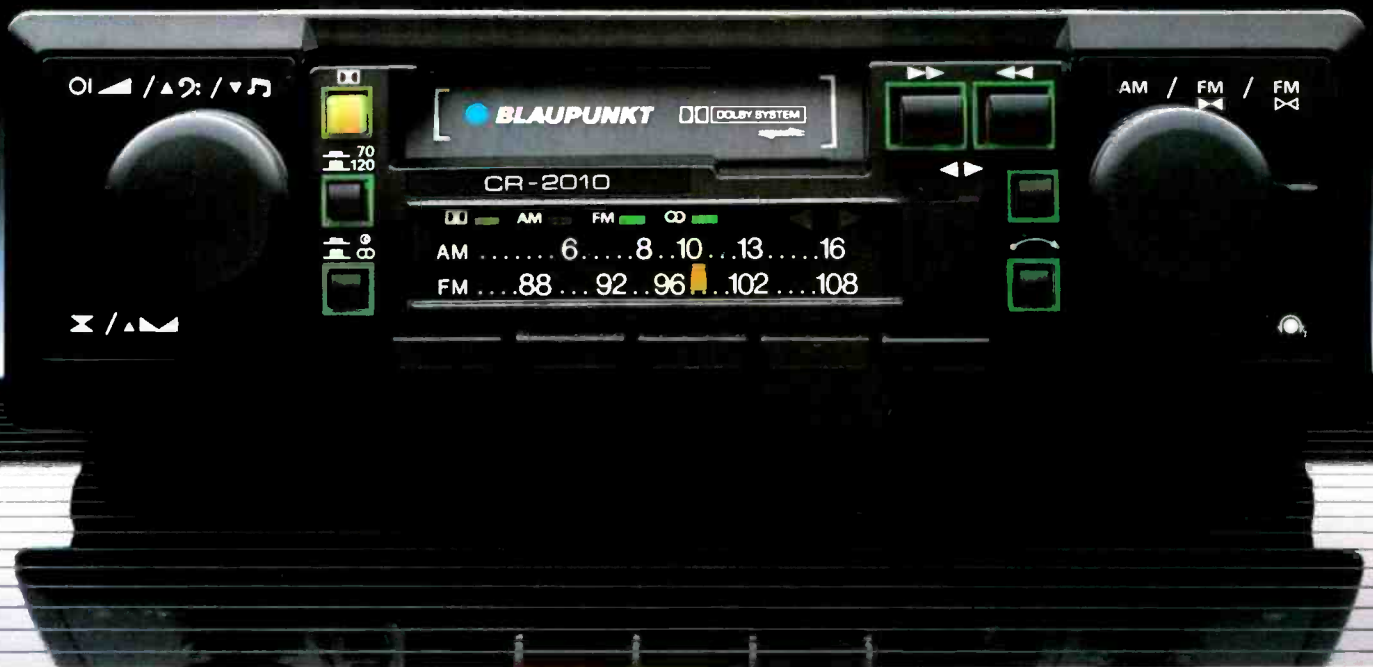 AM / FM / FM
BLAUPUNKT DOLBY SYSTEM
70
120
CR-2010
AM FM
AM .......6.....8..10...13.....16
FM ....88....92..96..102....108